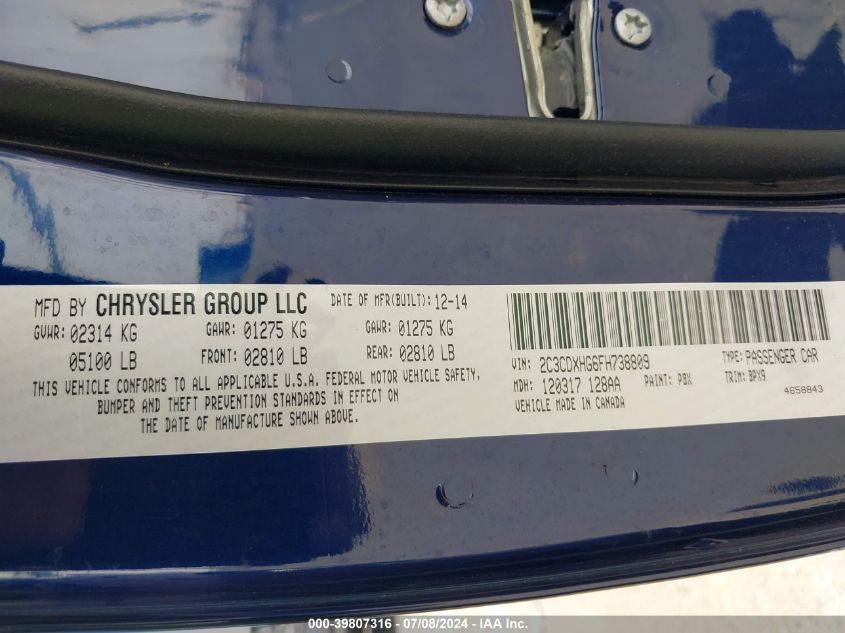 MFD BY CHRYSLER GROUP LLC DATE OF MFR(BUILT): 12-14
GVWR: 02314 KG GAWR: 01275 KG GAWR: 01275 KG
05100 LB FRONT: 02810 LB REAR: 02810 LB
THIS VEHICLE CONFORMS TO ALL APPLICABLE U.S.A. FEDERAL MOTOR VEHICLE SAFETY,
BUMPER AND THEFT PREVENTION STANDARDS IN EFFECT ON
THE DATE OF MANUFACTURE SHOWN ABOVE.
VIN: 2C3CDXHG6FH738809 TYPE: PASSENGER CAR
MDH: 120317 128AA PAINT: PBX TRIM: BPX9
VEHICLE MADE IN CANADA 4658843
000-39807316 - 07/08/2024 - IAA Inc.